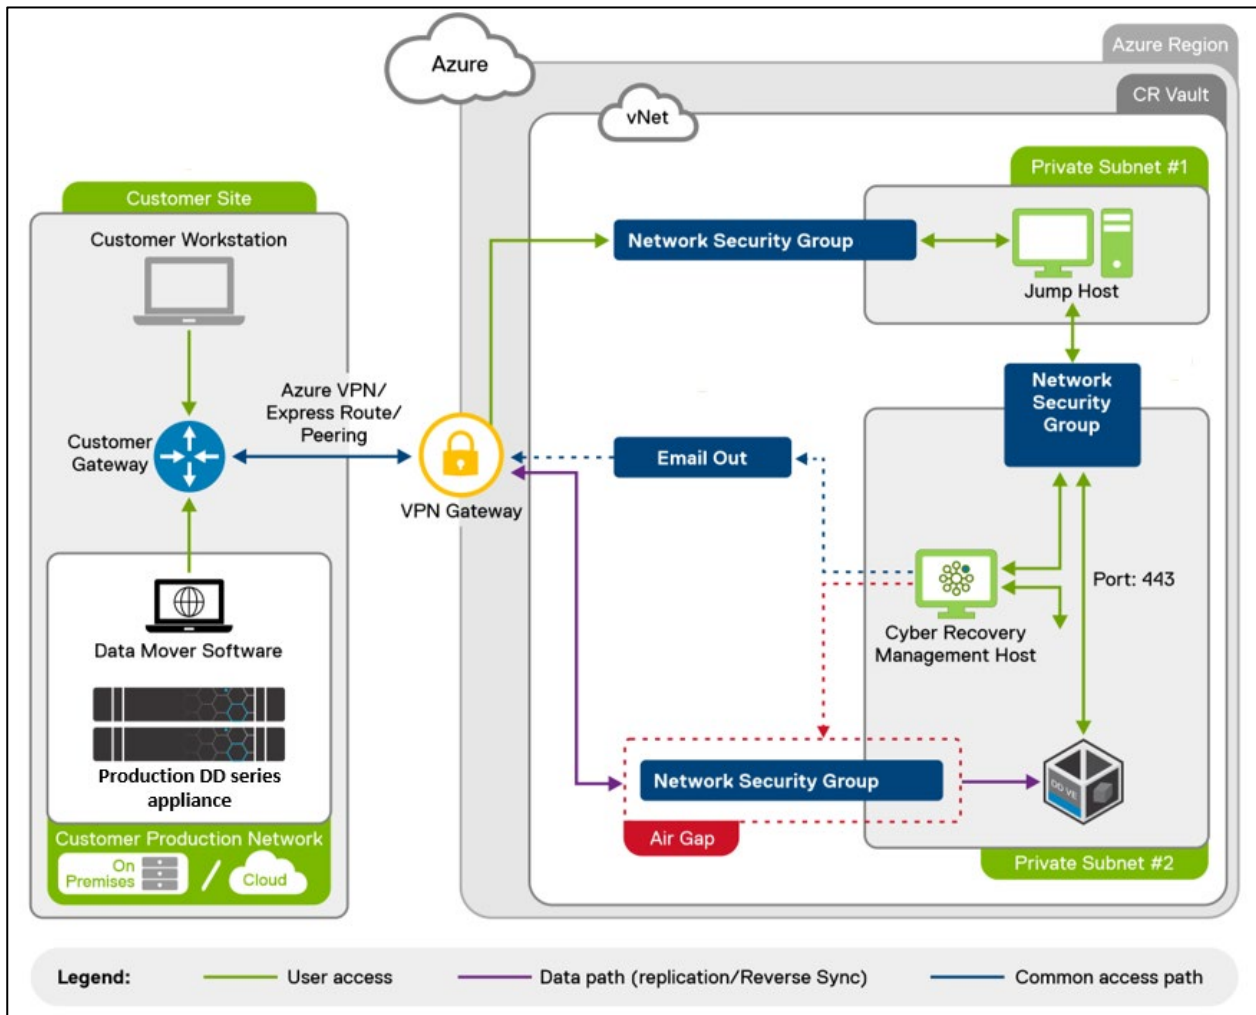 Azure
Azure Region
CR Vault
vNet
Private Subnet #1
Customer Site
Customer Workstation
Network Security Group
Jump Host
Azure VPN/
Express Route/
Peering
Network
Security
Group
Customer
Gateway
Email Out
VPN Gateway
Port: 443
Cyber Recovery
Management Host
Data Mover Software
Production DD series
appliance
Network Security Group
DD VE
Air Gap
Customer Production Network
On
Premises
/
Cloud
Private Subnet #2
Legend:
User access
Data path (replication/Reverse Sync)
Common access path